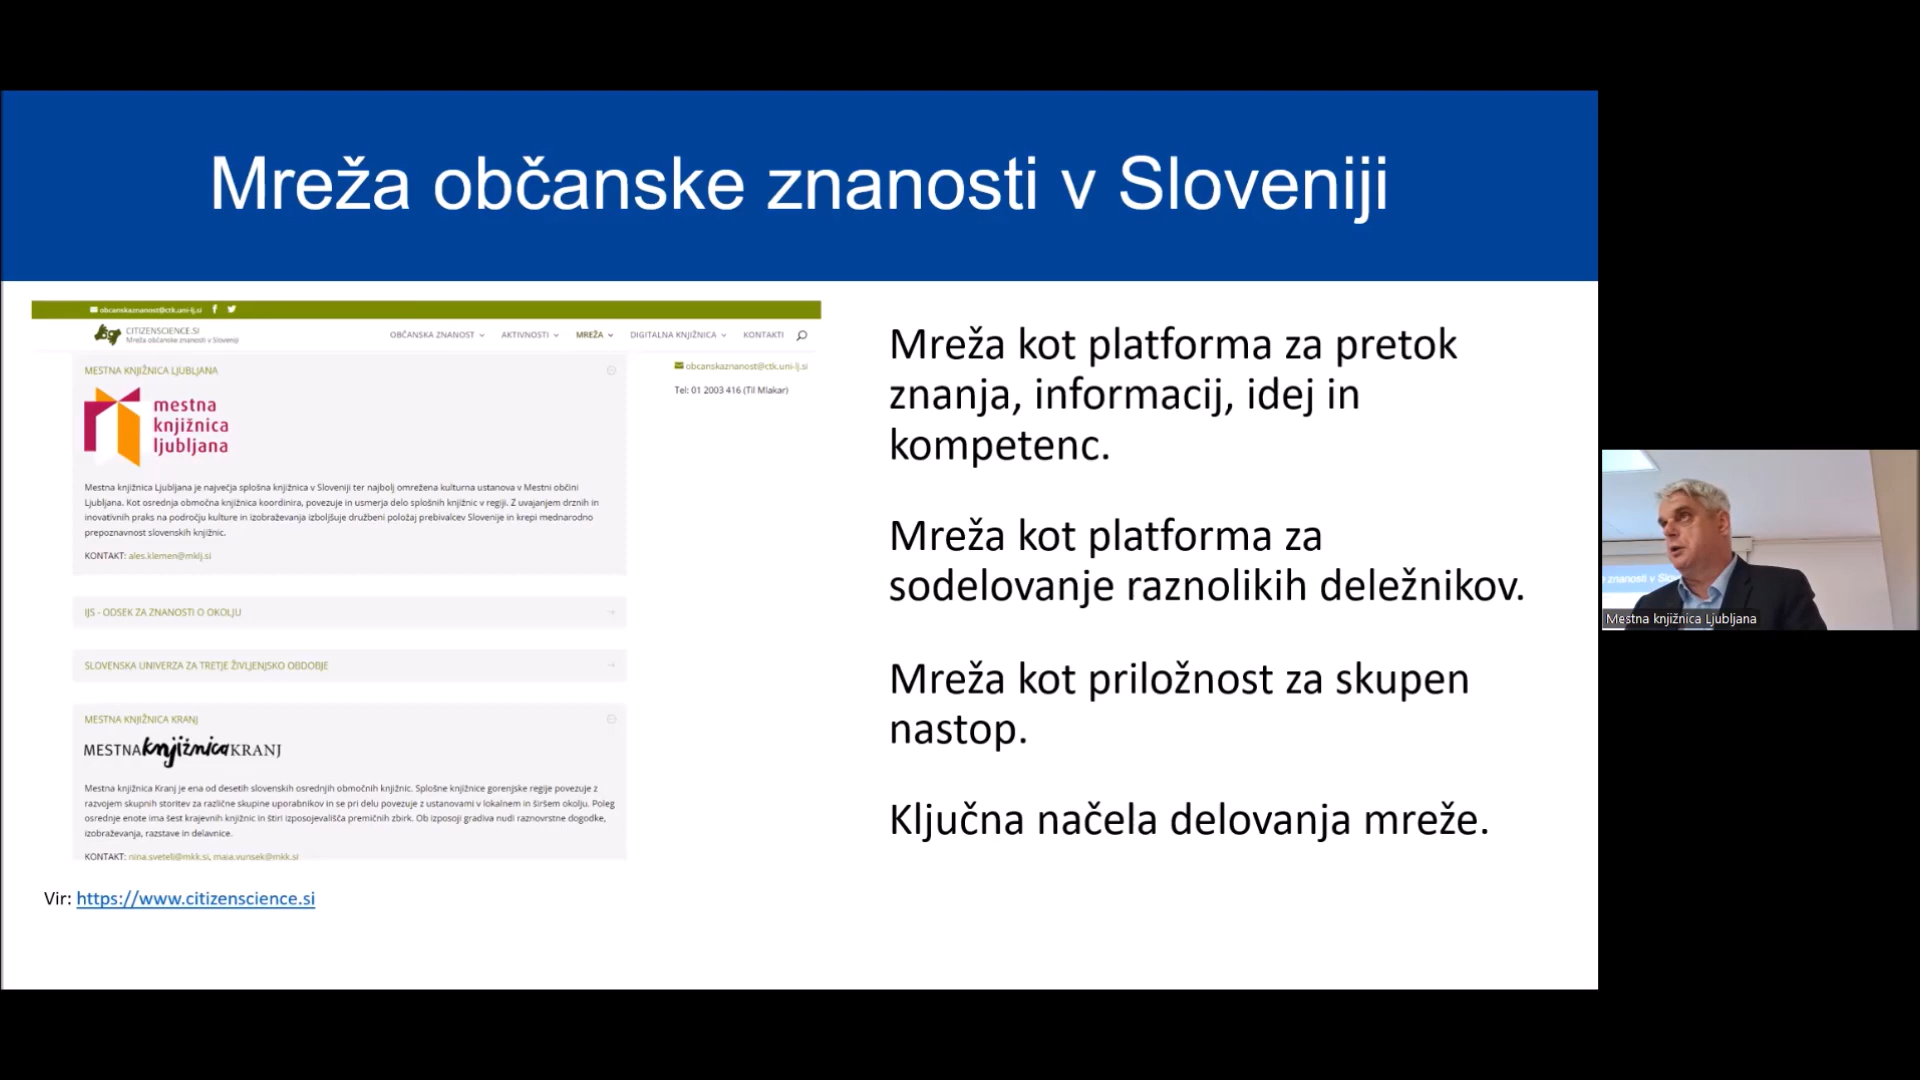 Mreža občanske znanosti v Sloveniji
obcanskaznanost@ctk.uni-lj.si
CITIZENSCIENCE.SI
Mreža občanske znanosti v Sloveniji
OBČANSKA ZNANOST
AKTIVNOSTI
MREŽA
DIGITALNA KNJIŽNICA
KONTAKTI
MESTNA KNJIŽNICA LJUBLJANA
mestna
knjižnica
ljubljana
Mestna knjižnica Ljubljana je največja splošna knjižnica v Sloveniji ter najbolj omrežena kulturna ustanova v Mestni občini
Ljubljana. Kot osrednja območna knjižnica koordinira, povezuje in usmerja delo splošnih knjižnic v regiji. Z uvajanjem drznih in
inovativnih praks na področju kulture in izobraževanja izboljšuje družbeni položaj prebivalcev Slovenije in krepi mednarodno
prepoznavnost slovenskih knjižnic.
KONTAKT: ales.klemen@mklj.si
obcanskaznanost@ctk.uni-lj.si
Tel: 01 2003 416 (Til Mlakar)
IJS - ODSEK ZA ZNANOSTI O OKOLJU
SLOVENSKA UNIVERZA ZA TRETJE ŽIVLJENJSKO OBDOBJE
MESTNA KNJIŽNICA KRANJ
MESTNA knjižnica KRANJ
Mestna knjižnica Kranj je ena od desetih slovenskih osrednjih območnih knjižnic. Splošne knjižnice gorenjske regije povezuje z
razvojem skupnih storitev za različne skupine uporabnikov in se pri delu povezuje z ustanovami v lokalnem in širšem okolju. Poleg
osrednje enote ima šest krajevnih knjižnic in štiri izposojevališča premičnih zbirk. Ob izposoji gradiva nudi raznovrstne dogodke,
izobraževanja, razstave in delavnice.
KONTAKT: nina.svetelj@mkk.si, maja.vunsek@mkk.si
Vir: https://www.citizenscience.si
Mreža kot platforma za pretok
znanja, informacij, idej in
kompetenc.
Mreža kot platforma za
sodelovanje raznolikih deležnikov.
Mreža kot priložnost za skupen
nastop.
Ključna načela delovanja mreže.
znanosti v Slo
Mestna knjižnica Ljubljana